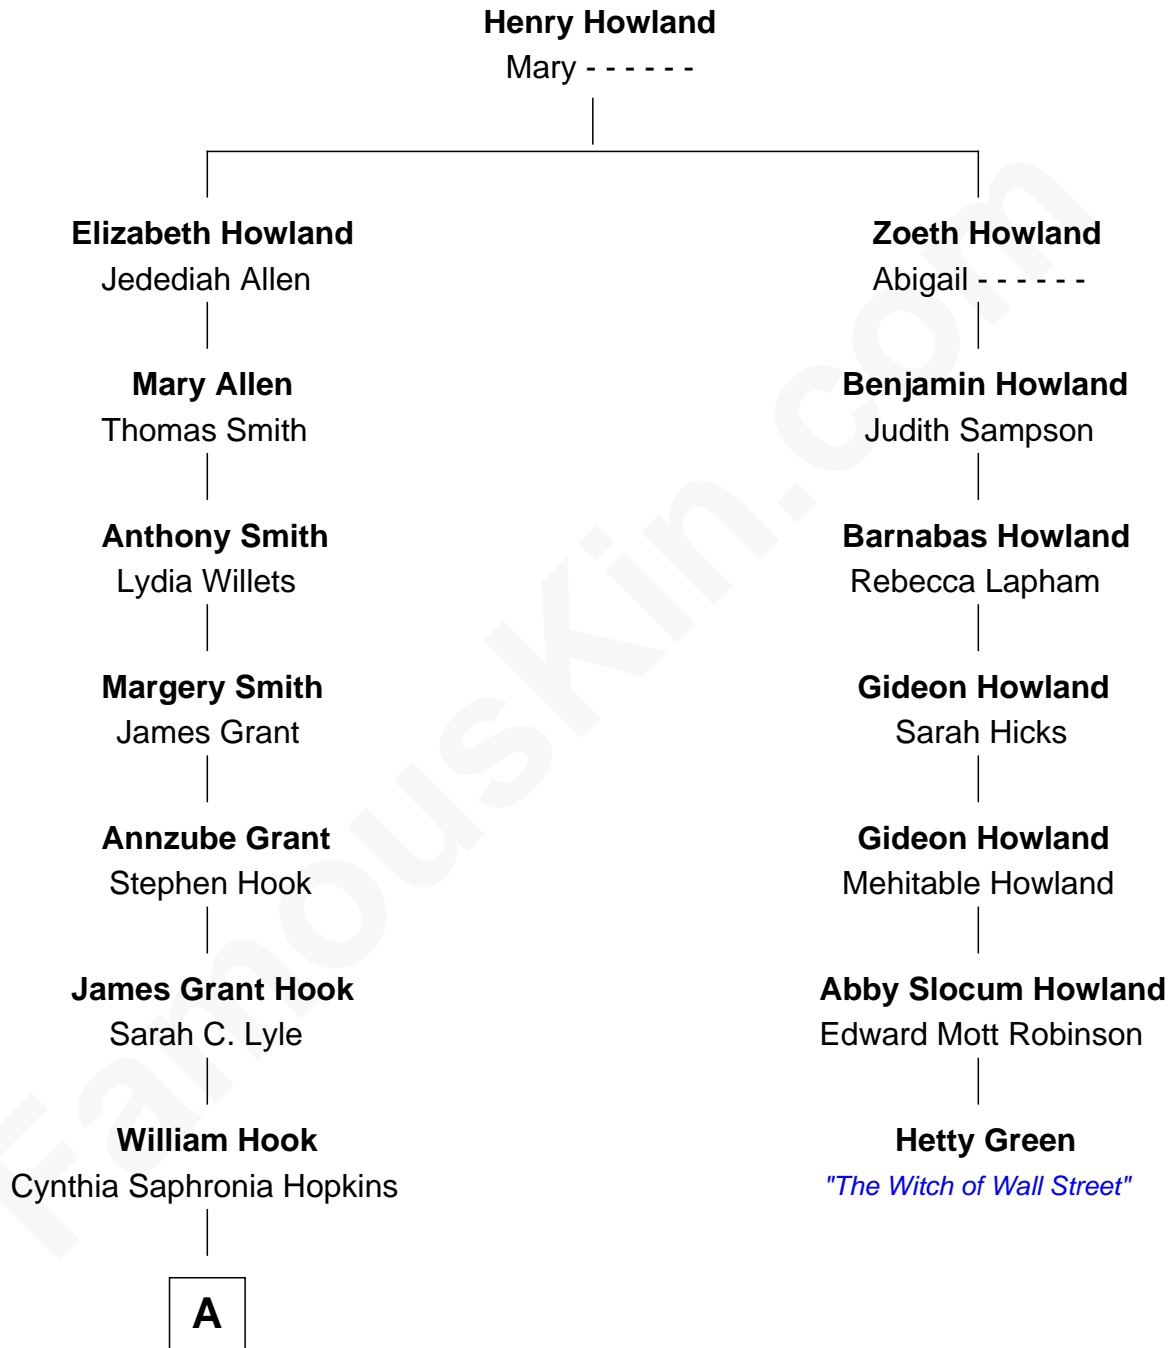 Henry Howland
Mary - - - - - -
Elizabeth Howland
Jedediah Allen
Zoeth Howland
Abigail - - - - - -
Mary Allen
Thomas Smith
Benjamin Howland
Judith Sampson
Anthony Smith
Lydia Willets
Barnabas Howland
Rebecca Lapham
Margery Smith
James Grant
Gideon Howland
Sarah Hicks
Annzube Grant
Stephen Hook
Gideon Howland
Mehitable Howland
James Grant Hook
Sarah C. Lyle
Abby Slocum Howland
Edward Mott Robinson
William Hook
Cynthia Saphronia Hopkins
Hetty Green
"The Witch of Wall Street"
A
FamousKin.com